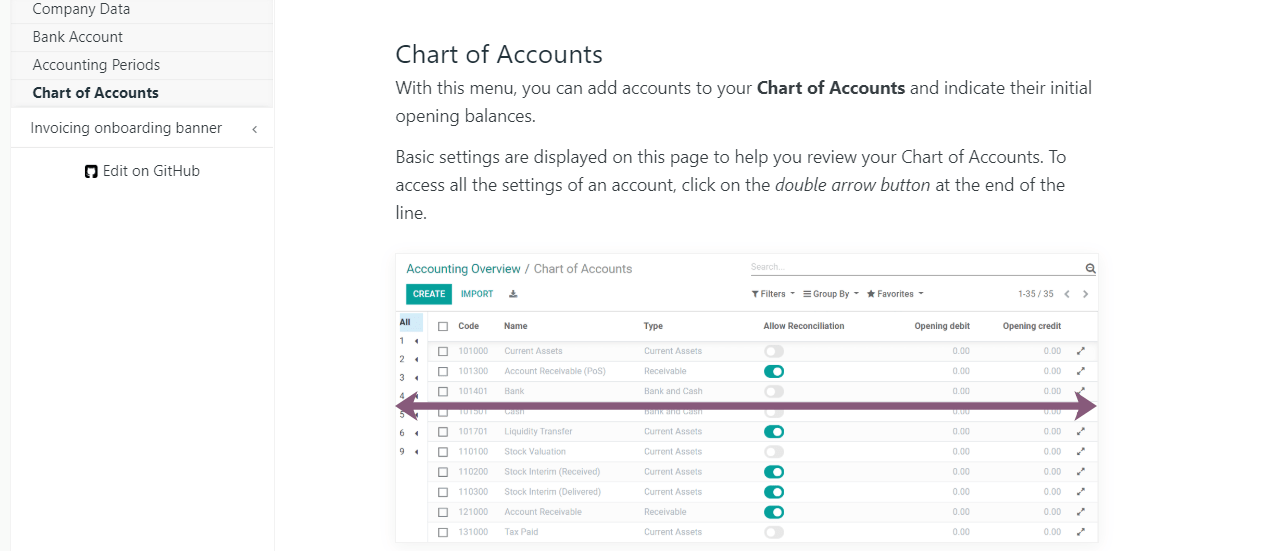 Company Data
Bank Account
Accounting Periods
Chart of Accounts
Invoicing onboarding banner
Edit on GitHub
Chart of Accounts
With this menu, you can add accounts to your Chart of Accounts and indicate their initial
opening balances.
Basic settings are displayed on this page to help you review your Chart of Accounts. To
access all the settings of an account, click on the double arrow button at the end of the
line.
Accounting Overview / Chart of Accounts
Search...
CREATE IMPORT Filters Group By Favorites 1-35 / 35
All
1
2
3
4
5
6
9
Code Name Type Allow Reconciliation Opening debit Opening credit
101000 Current Assets Current Assets 0.00 0.00
101300 Account Receivable (PoS) Receivable 0.00 0.00
101401 Bank Bank and Cash 0.00 0.00
101501 Cash Bank and Cash 0.00 0.00
101701 Liquidity Transfer Current Assets 0.00 0.00
110100 Stock Valuation Current Assets 0.00 0.00
110200 Stock Interim (Received) Current Assets 0.00 0.00
110300 Stock Interim (Delivered) Current Assets 0.00 0.00
121000 Account Receivable Receivable 0.00 0.00
131000 Tax Paid Current Assets 0.00 0.00